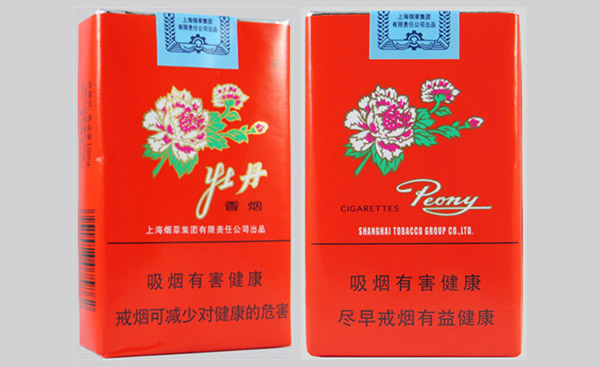 上海烟草集团
有限责任公司出品
牡丹
香烟
上海烟草集团有限责任公司出品
吸烟有害健康
戒烟可减少对健康的危害
上海烟草集团
有限责任公司出品
CIGARETTES Peony
SHANGHAI TOBACCO GROUP CO.,LTD.
吸烟有害健康
尽早戒烟有益健康